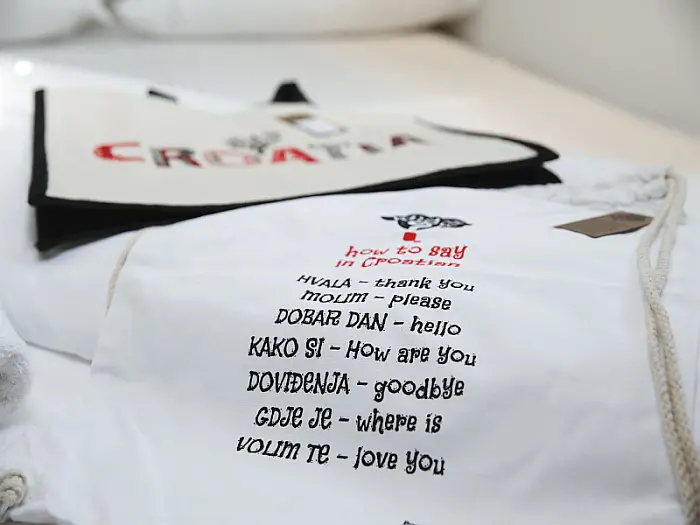 CROATIA
how to say
in Croatian
HVALA - thank you
MOLIM - please
DOBAR DAN - hello
KAKO SI - How are you
DOVIĐENJA - goodbye
GDJE JE - where is
VOLIM TE - love you